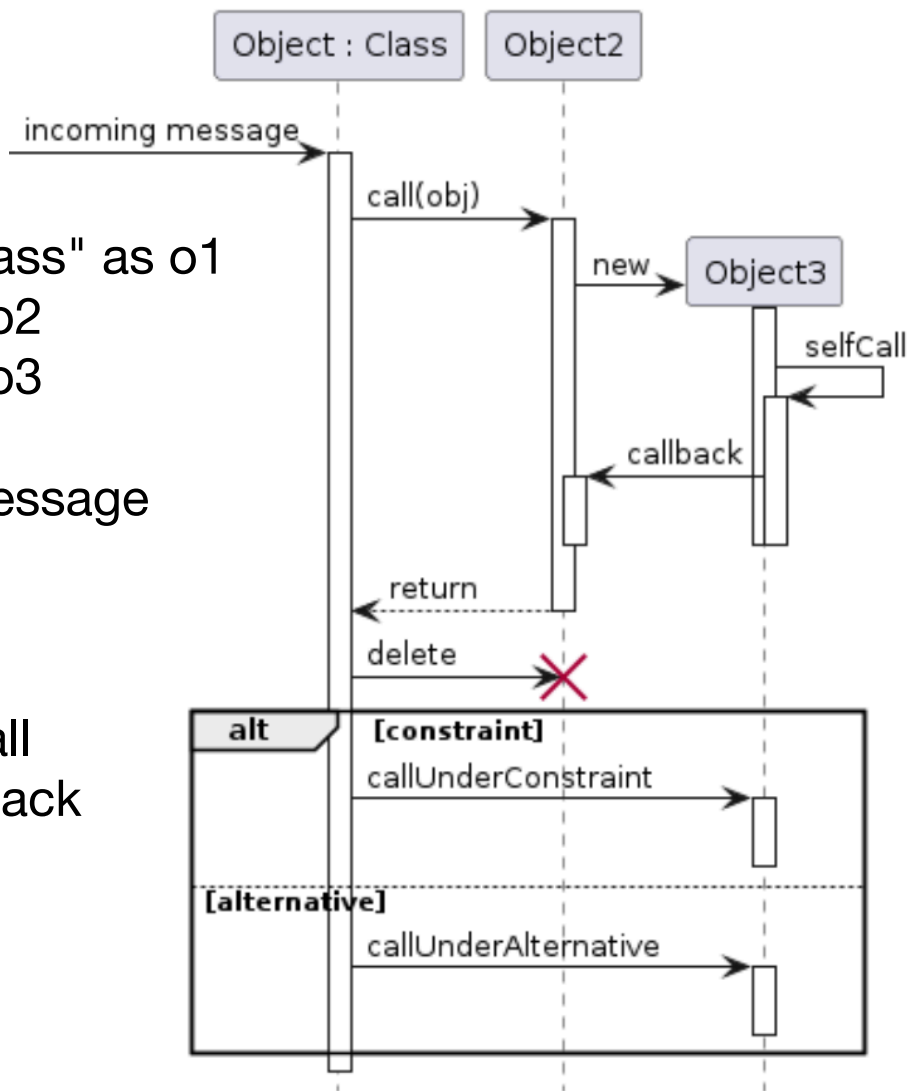 Object : Class
Object2
incoming message
call(obj)
ass" as o1
new
Object3
o2
selfCall
o3
callback
essage
return
delete
alt
[constraint]
all
callUnderConstraint
ack
[alternative]
callUnderAlternative